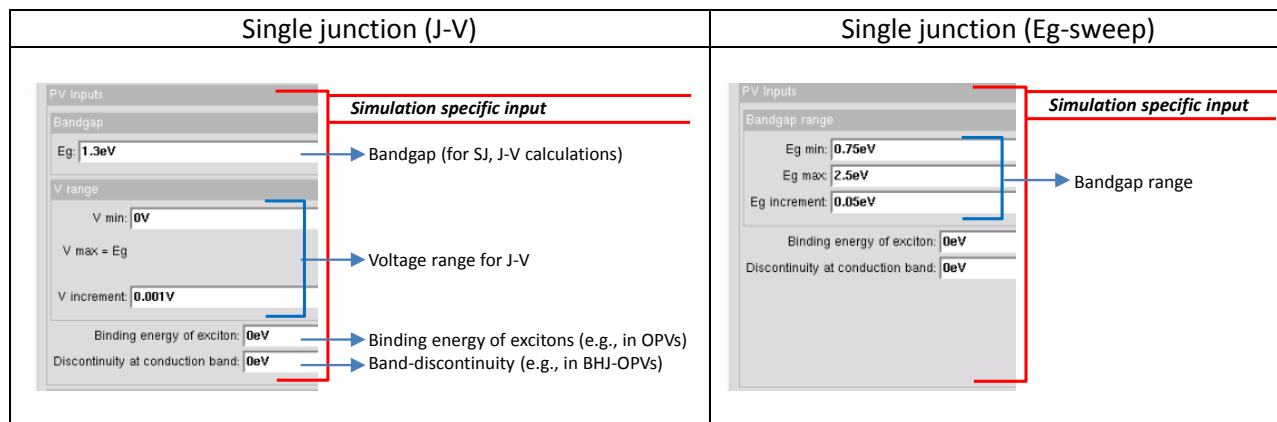 Single junction (J-V)
Single junction (Eg-sweep)
PV Inputs
Simulation specific input
Bandgap
Eg: 1.3eV
Bandgap (for SJ, J-V calculations)
V range
V min: 0V
V max = Eg
Voltage range for J-V
V increment: 0.001V
Binding energy of exciton: 0eV
Binding energy of excitons (e.g., in OPVs)
Discontinuity at conduction band: 0eV
Band-discontinuity (e.g., in BHJ-OPVs)
PV Inputs
Simulation specific input
Bandgap range
Eg min: 0.75eV
Eg max: 2.5eV
Bandgap range
Eg increment: 0.05eV
Binding energy of exciton: 0eV
Discontinuity at conduction band: 0eV